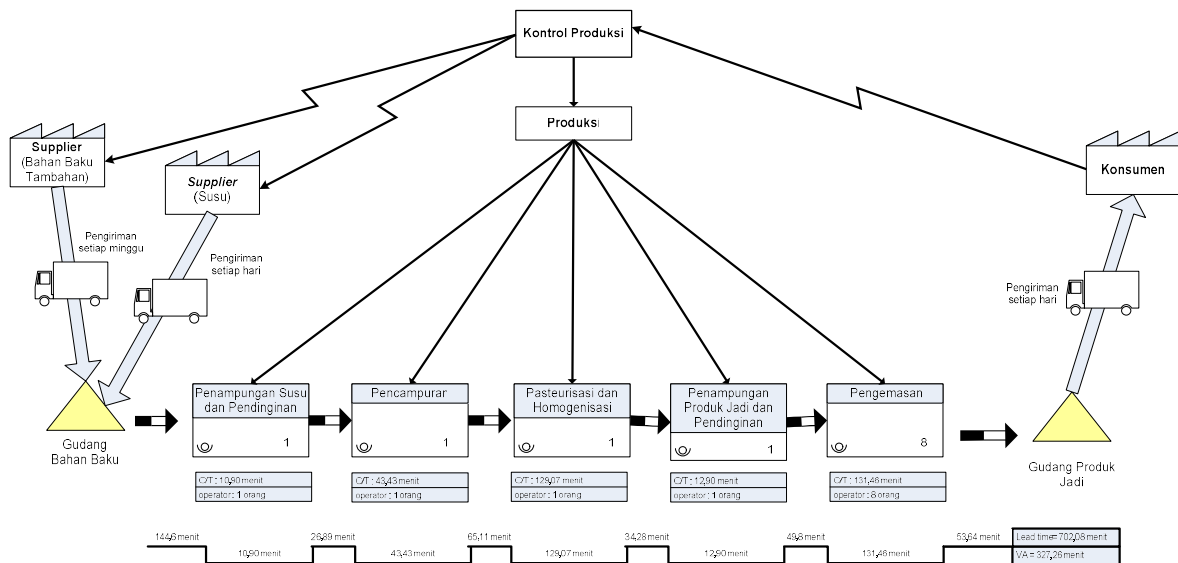 Kontrol Produksi
Produksi
Supplier
(Bahan Baku
Tambahan)
Supplier
(Susu)
Konsumen
Pengiriman
setiap minggu
Pengiriman
setiap hari
Pengiriman
setiap hari
Gudang
Bahan Baku
Penampungan Susu
dan Pendinginan
1
C/T : 10,90 menit
operator : 1 orang
Pencampuran
1
C/T : 43,43 menit
operator : 1 orang
Pasteurisasi dan
Homogenisasi
1
C/T : 129,07 menit
operator : 1 orang
Penampungan
Produk Jadi dan
Pendinginan
1
C/T : 12,90 menit
operator : 1 orang
Pengemasan
8
C/T : 131,46 menit
operator : 8 orang
Gudang Produk
Jadi
144,6 menit
10,90 menit
26,89 menit
43,43 menit
65,11 menit
129,07 menit
34,28 menit
12,90 menit
49,8 menit
131,46 menit
53,64 menit
Lead time= 702,08 menit
VA = 327,26 menit